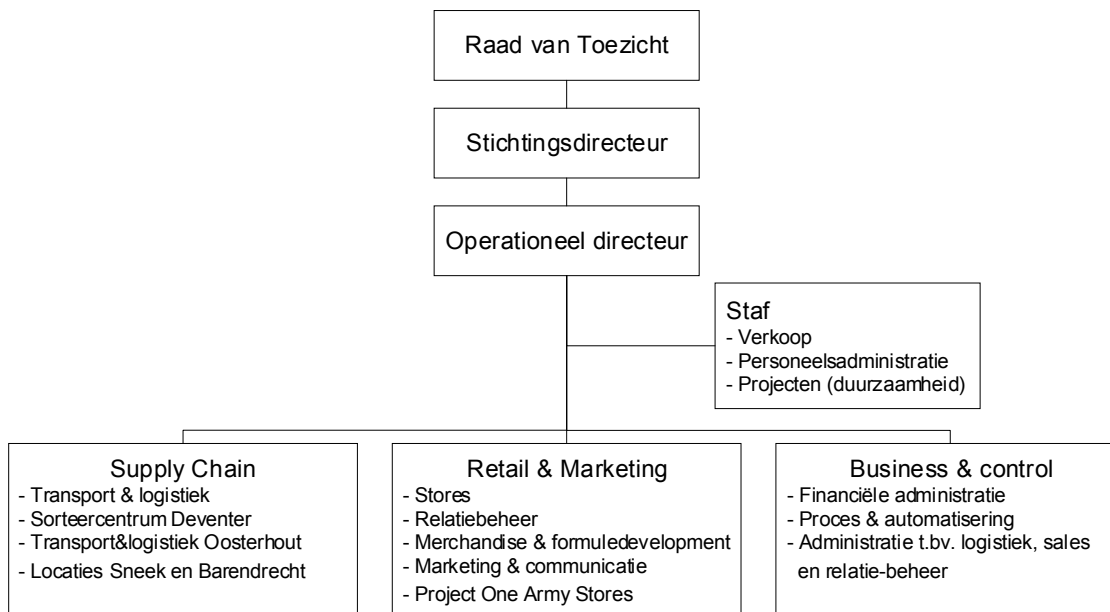 Raad van Toezicht
Stichtingsdirecteur
Operationeel directeur
Staf
- Verkoop
- Personeelsadministratie
- Projecten (duurzaamheid)
Supply Chain
- Transport & logistiek
- Sorteercentrum Deventer
- Transport&logistiek Oosterhout
- Locaties Sneek en Barendrecht
Retail & Marketing
- Stores
- Relatiebeheer
- Merchandise & formuledevelopment
- Marketing & communicatie
- Project One Army Stores
Business & control
- Financiële administratie
- Proces & automatisering
- Administratie t.bv. logistiek, sales
en relatie-beheer